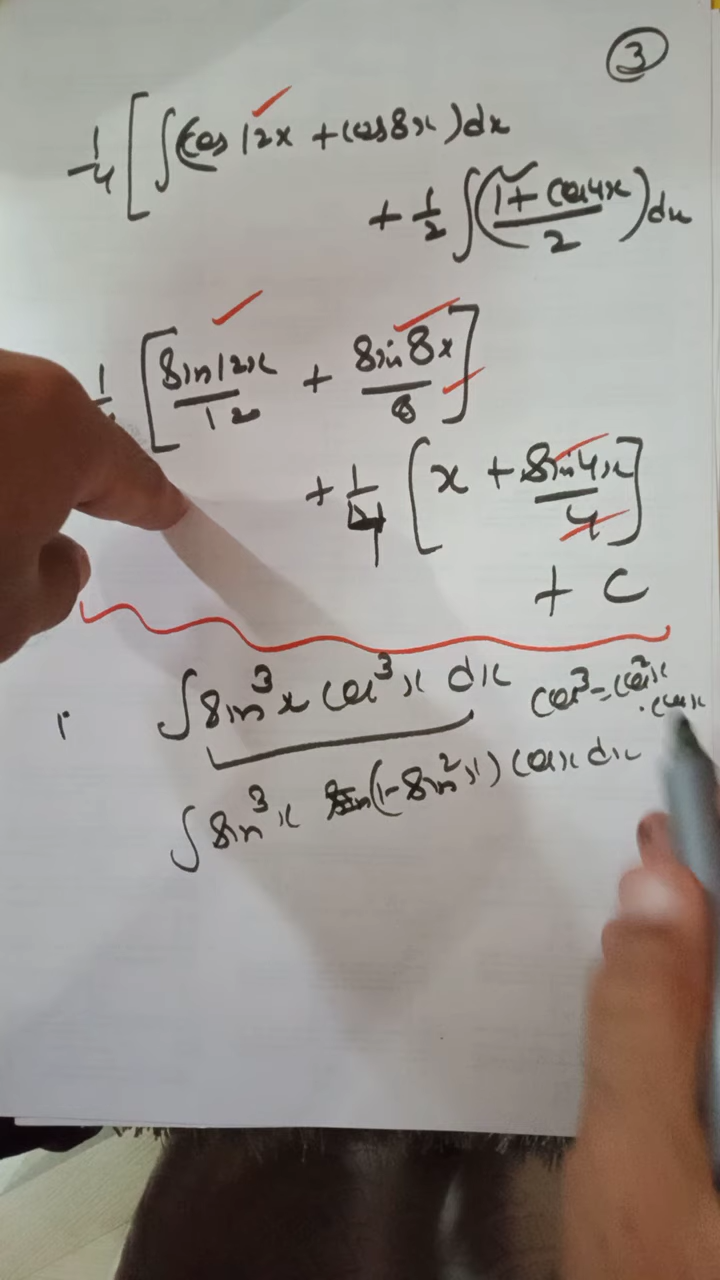 ③
1/4 [ ∫(cos 12x + cos 8x) dx
+ 1/2 ∫ (1 + cos 4x / 2) dx
[ sin 12x / 12 + sin 8x / 8 ]
+ 1/4 [ x + sin 4x / 4 ]
+ C
∫ sin³x cos³x dx cos³ = cos²x · cos x
∫ sin³x (1 - sin²x) cos x dx